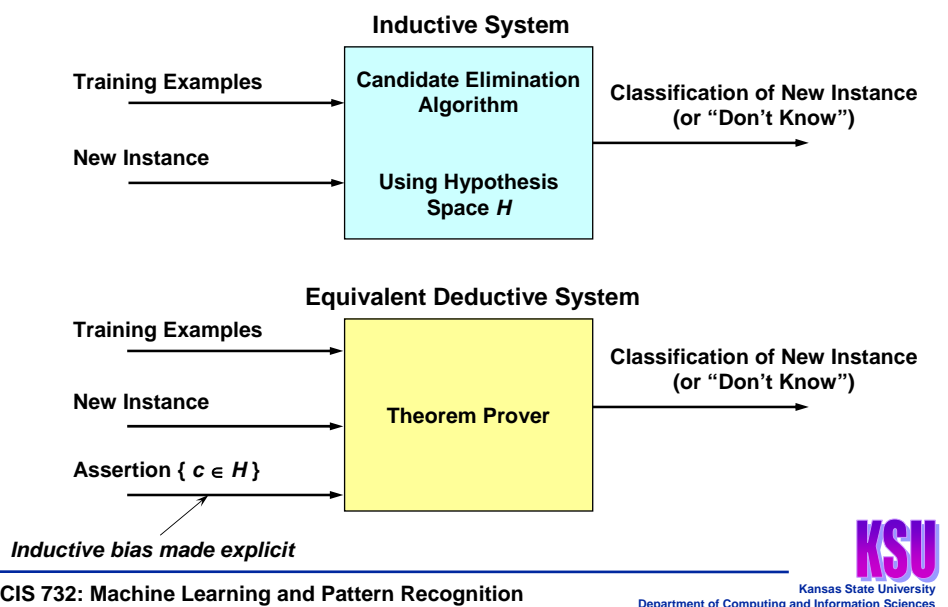 Inductive System
Training Examples
New Instance
Candidate Elimination
Algorithm
Using Hypothesis
Space H
Classification of New Instance
(or “Don’t Know”)
Equivalent Deductive System
Training Examples
New Instance
Assertion { c ∈ H }
Theorem Prover
Classification of New Instance
(or “Don’t Know”)
Inductive bias made explicit
KSU
CIS 732: Machine Learning and Pattern Recognition
Kansas State University
Department of Computing and Information Sciences